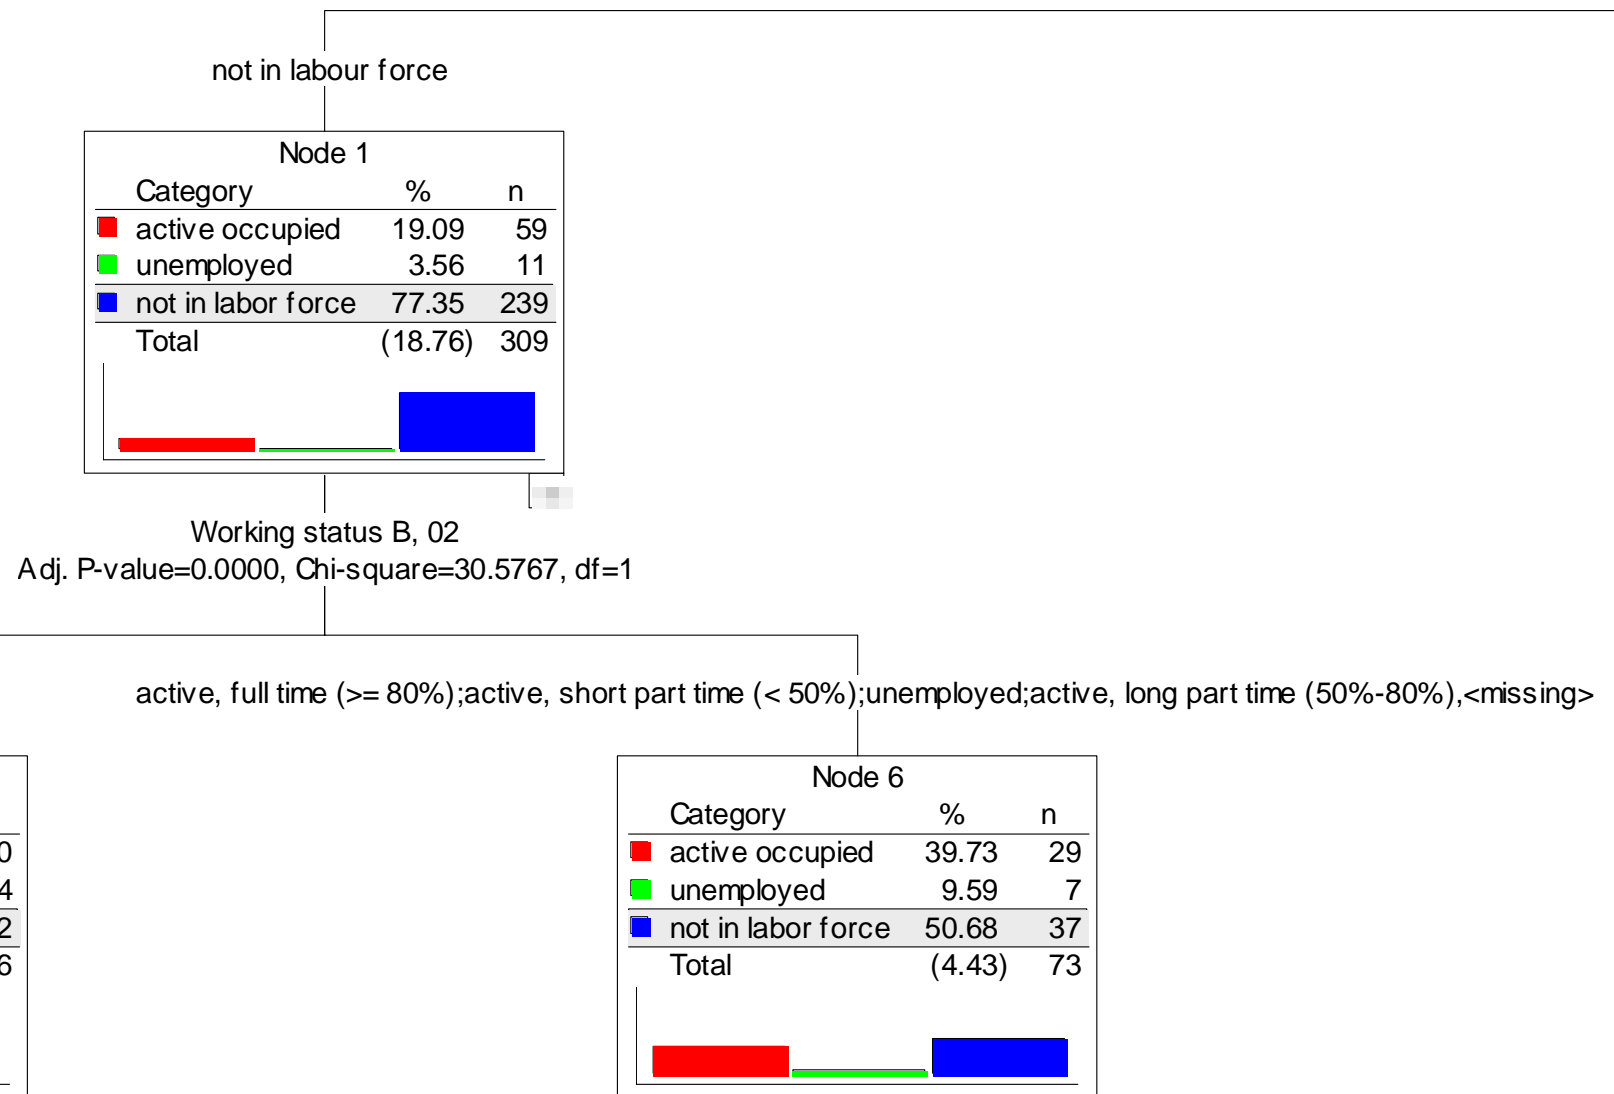 not in labour force
Node 1
Category % n
active occupied 19.09 59
unemployed 3.56 11
not in labor force 77.35 239
Total (18.76) 309
Working status B, 02
Adj. P-value=0.0000, Chi-square=30.5767, df=1
active, full time (>= 80%);active, short part time (< 50%);unemployed;active, long part time (50%-80%),<missing>
0
4
2
6
Node 6
Category % n
active occupied 39.73 29
unemployed 9.59 7
not in labor force 50.68 37
Total (4.43) 73